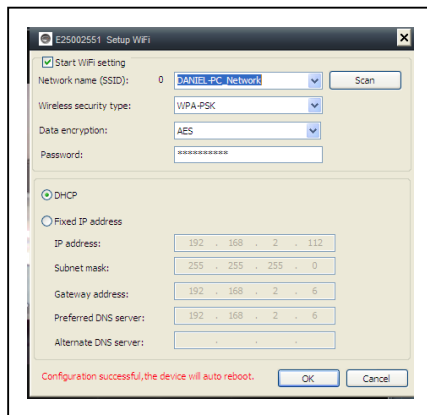 E25002551 Setup WiFi
Start WiFi setting
Network name (SSID): 0 DANIEL-PC_Network Scan
Wireless security type: WPA-PSK
Data encryption: AES
Password: **********
DHCP
Fixed IP address
IP address: 192 . 168 . 2 . 112
Subnet mask: 255 . 255 . 255 . 0
Gateway address: 192 . 168 . 2 . 6
Preferred DNS server: 192 . 168 . 2 . 6
Alternate DNS server: . . .
Configuration successful,the device will auto reboot. OK Cancel